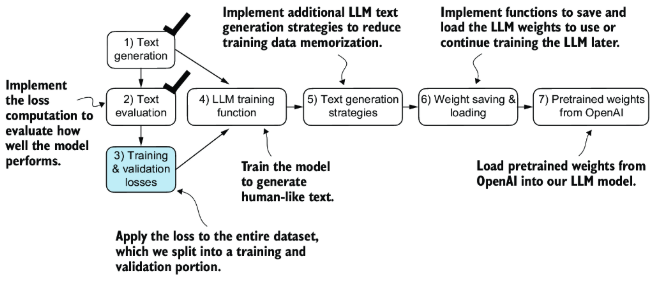 Implement additional LLM text
generation strategies to reduce
training data memorization.
Implement functions to save and
load the LLM weights to use or
continue training the LLM later.
1) Text
generation
Implement
the loss
computation to
evaluate how
well the model
performs.
2) Text
evaluation
4) LLM training
function
5) Text generation
strategies
6) Weight saving &
loading
7) Pretrained weights
from OpenAI
3) Training
& validation
losses
Train the model
to generate
human-like text.
Load pretrained weights from
OpenAI into our LLM model.
Apply the loss to the entire dataset,
which we split into a training and
validation portion.